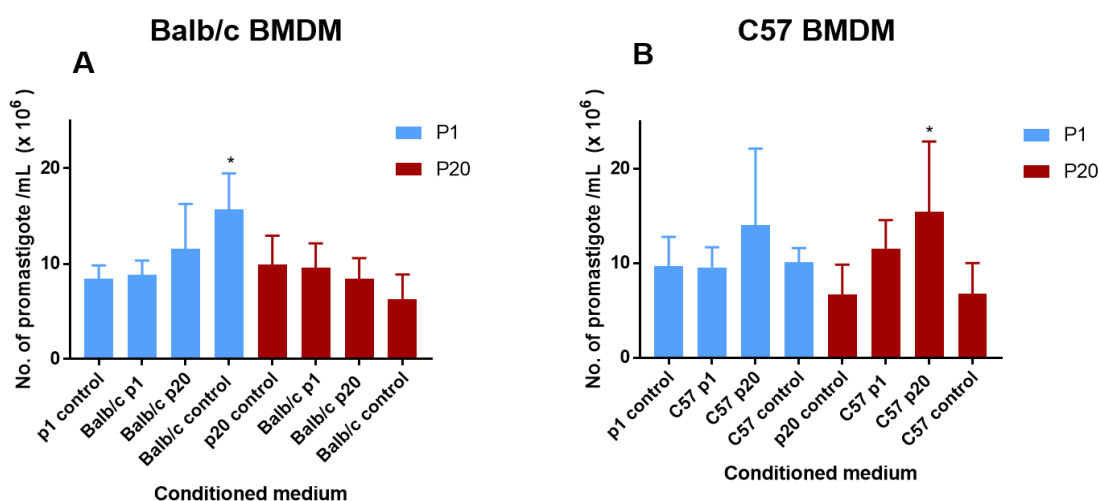 Balb/c BMDM
A
No. of promastigote /mL (x 10⁶ )
20
10
0
*
P1
P20
p1 control
Balb/c p1
Balb/c p20
Balb/c control
p20 control
Balb/c p1
Balb/c p20
Balb/c control
Conditioned medium
C57 BMDM
B
No. of promastigote /mL (x 10⁶ )
20
10
0
*
P1
P20
p1 control
C57 p1
C57 p20
C57 control
p20 control
C57 p1
C57 p20
C57 control
Conditioned medium